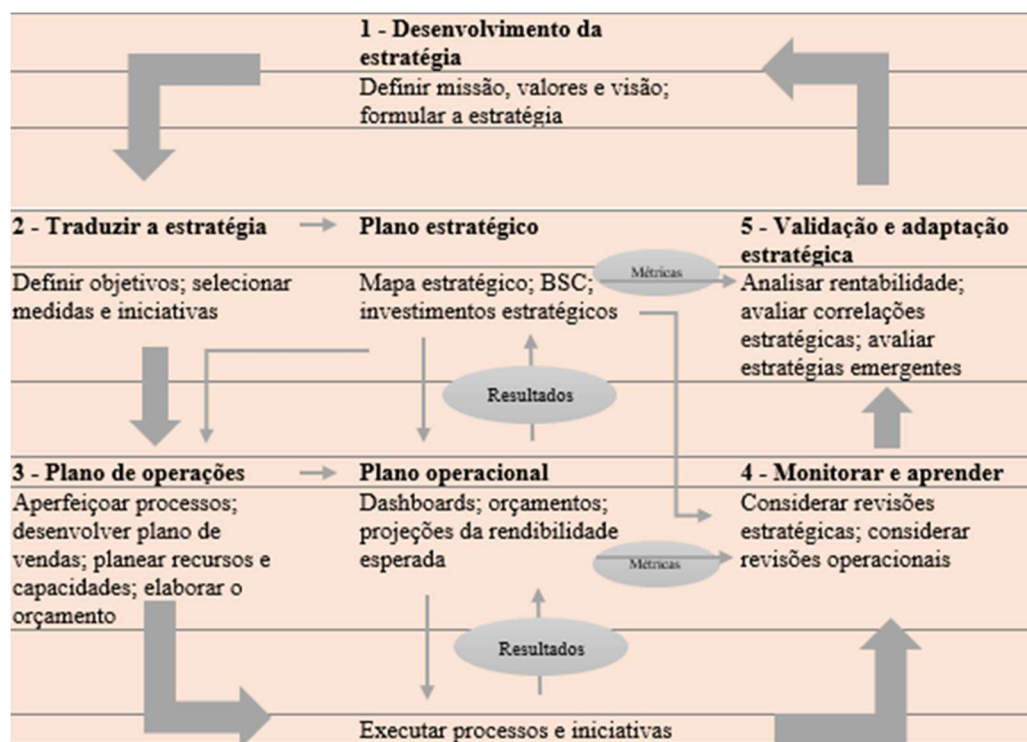 1 - Desenvolvimento da
estratégia
Definir missão, valores e visão;
formular a estratégia
2 - Traduzir a estratégia
Definir objetivos; selecionar
medidas e iniciativas
Plano estratégico
Mapa estratégico; BSC;
investimentos estratégicos
Métricas
5 - Validação e adaptação
estratégica
Analisar rentabilidade;
avaliar correlações
estratégicas; avaliar
estratégias emergentes
Resultados
3 - Plano de operações
Aperfeiçoar processos;
desenvolver plano de
vendas; planear recursos e
capacidades; elaborar o
orçamento
Plano operacional
Dashboards; orçamentos;
projeções da rendibilidade
esperada
Métricas
4 - Monitorar e aprender
Considerar revisões
estratégicas; considerar
revisões operacionais
Resultados
Executar processos e iniciativas